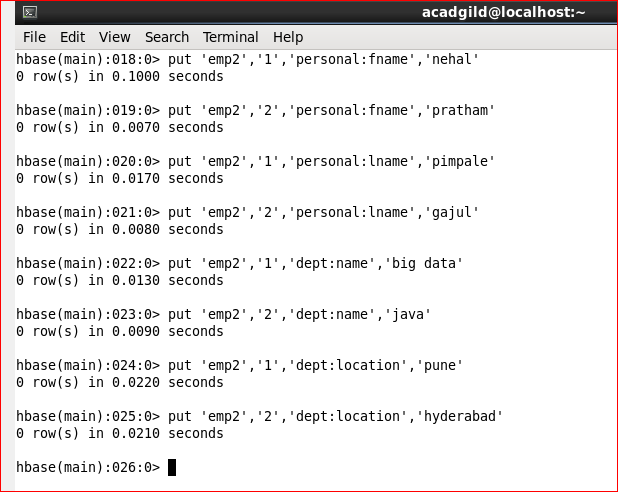 acadgild@localhost:~
File Edit View Search Terminal Help
hbase(main):018:0> put 'emp2','1','personal:fname','nehal'
0 row(s) in 0.1000 seconds
hbase(main):019:0> put 'emp2','2','personal:fname','pratham'
0 row(s) in 0.0070 seconds
hbase(main):020:0> put 'emp2','1','personal:lname','pimpale'
0 row(s) in 0.0170 seconds
hbase(main):021:0> put 'emp2','2','personal:lname','gajul'
0 row(s) in 0.0080 seconds
hbase(main):022:0> put 'emp2','1','dept:name','big data'
0 row(s) in 0.0130 seconds
hbase(main):023:0> put 'emp2','2','dept:name','java'
0 row(s) in 0.0090 seconds
hbase(main):024:0> put 'emp2','1','dept:location','pune'
0 row(s) in 0.0220 seconds
hbase(main):025:0> put 'emp2','2','dept:location','hyderabad'
0 row(s) in 0.0210 seconds
hbase(main):026:0>